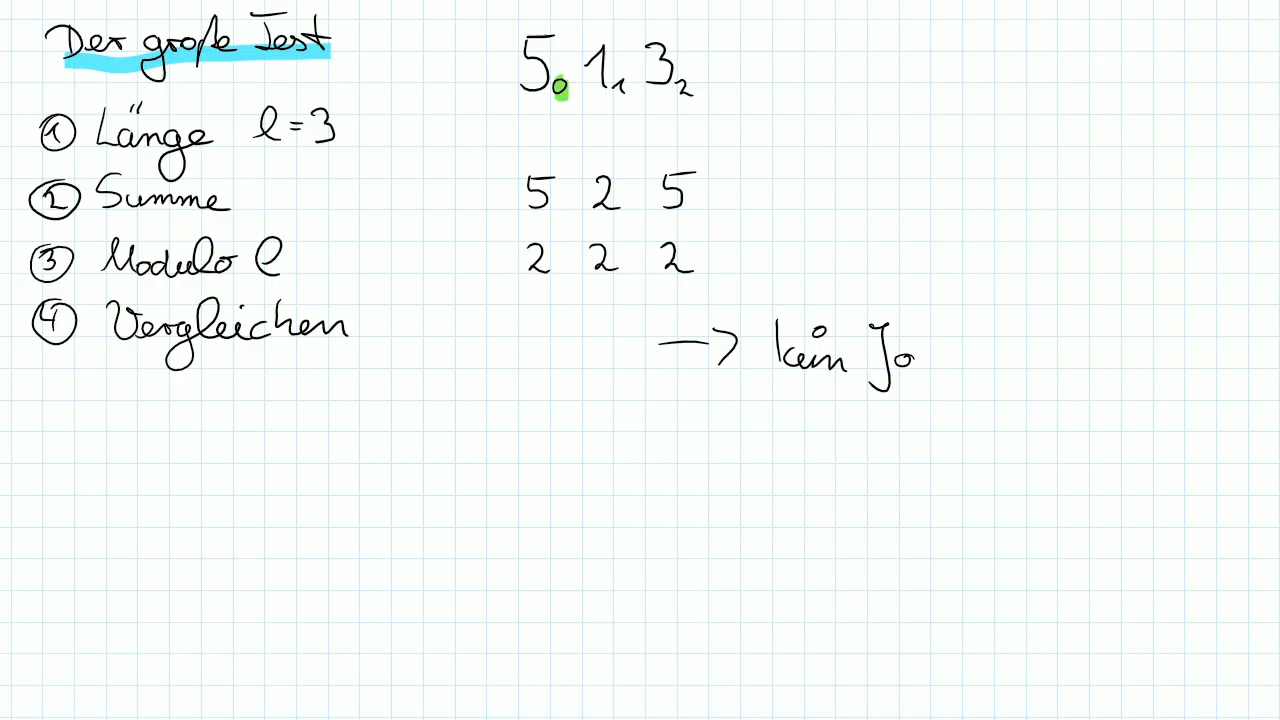 Der große Test
5₀ 1₁ 3₂
① Länge l=3
② Summe 5 2 5
③ Modulo l 2 2 2
④ Vergleichen
→ kein Jo